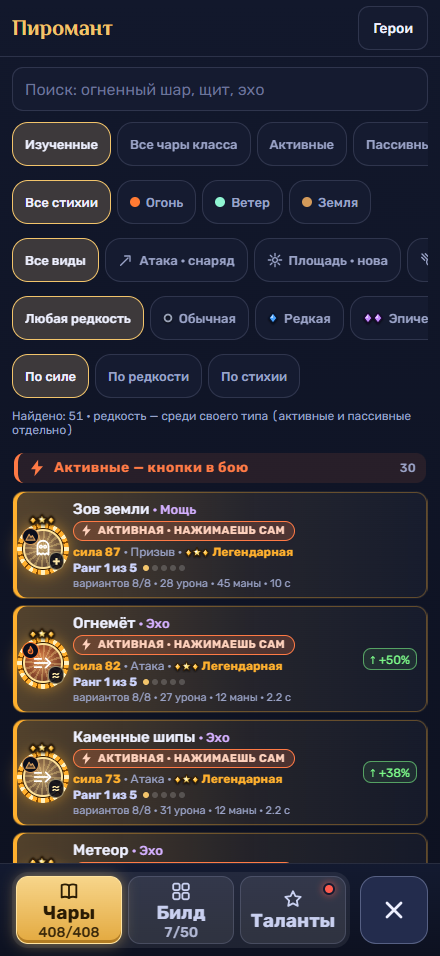 Пиромант
Герои
Поиск: огненный шар, щит, эхо
Изученные Все чары класса Активные Пассивнь
Все стихии Огонь Ветер Земля
Все виды Атака • снаряд Площадь • нова
Любая редкость Обычная Редкая Эпиче
По силе По редкости По стихии
Найдено: 51 • редкость — среди своего типа (активные и пассивные
отдельно)
Активные — кнопки в бою 30
Зов земли • Мощь
АКТИВНАЯ • НАЖИМАЕШЬ САМ
сила 87 • Призыв • Легендарная
Ранг 1 из 5
вариантов 8/8 • 28 урона • 45 маны • 10 с
Огнемёт • Эхо
АКТИВНАЯ • НАЖИМАЕШЬ САМ
сила 82 • Атака • Легендарная
↑ +50%
Ранг 1 из 5
вариантов 8/8 • 27 урона • 12 маны • 2.2 с
Каменные шипы • Эхо
АКТИВНАЯ • НАЖИМАЕШЬ САМ
сила 73 • Атака • Легендарная
↑ +38%
Ранг 1 из 5
вариантов 8/8 • 31 урона • 12 маны • 2.2 с
Метеор • Эхо
Чары Билд Таланты
408/408 7/50